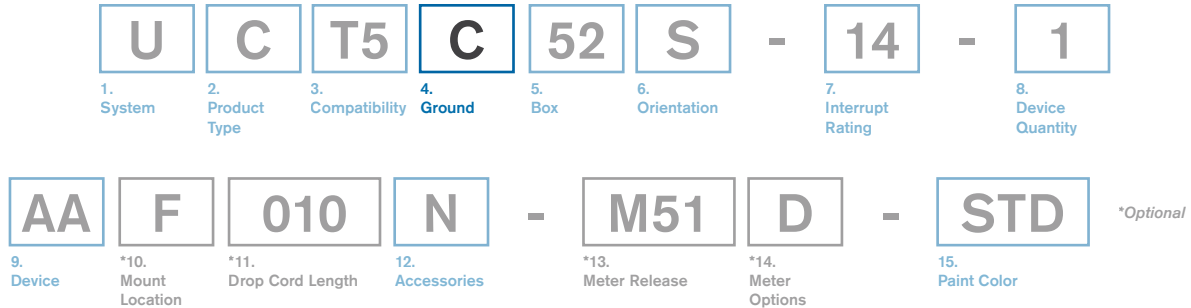 U C T5 C 52 S - 14 - 1
1. 2. 3. 4. 5. 6. 7. 8.
System Product Compatibility Ground Box Orientation Interrupt Device
Type Rating Quantity
AA F 010 N - M51 D - STD *Optional
9. *10. *11. 12. *13. *14. 15.
Device Mount Drop Cord Length Accessories Meter Release Meter Paint Color
Location Options